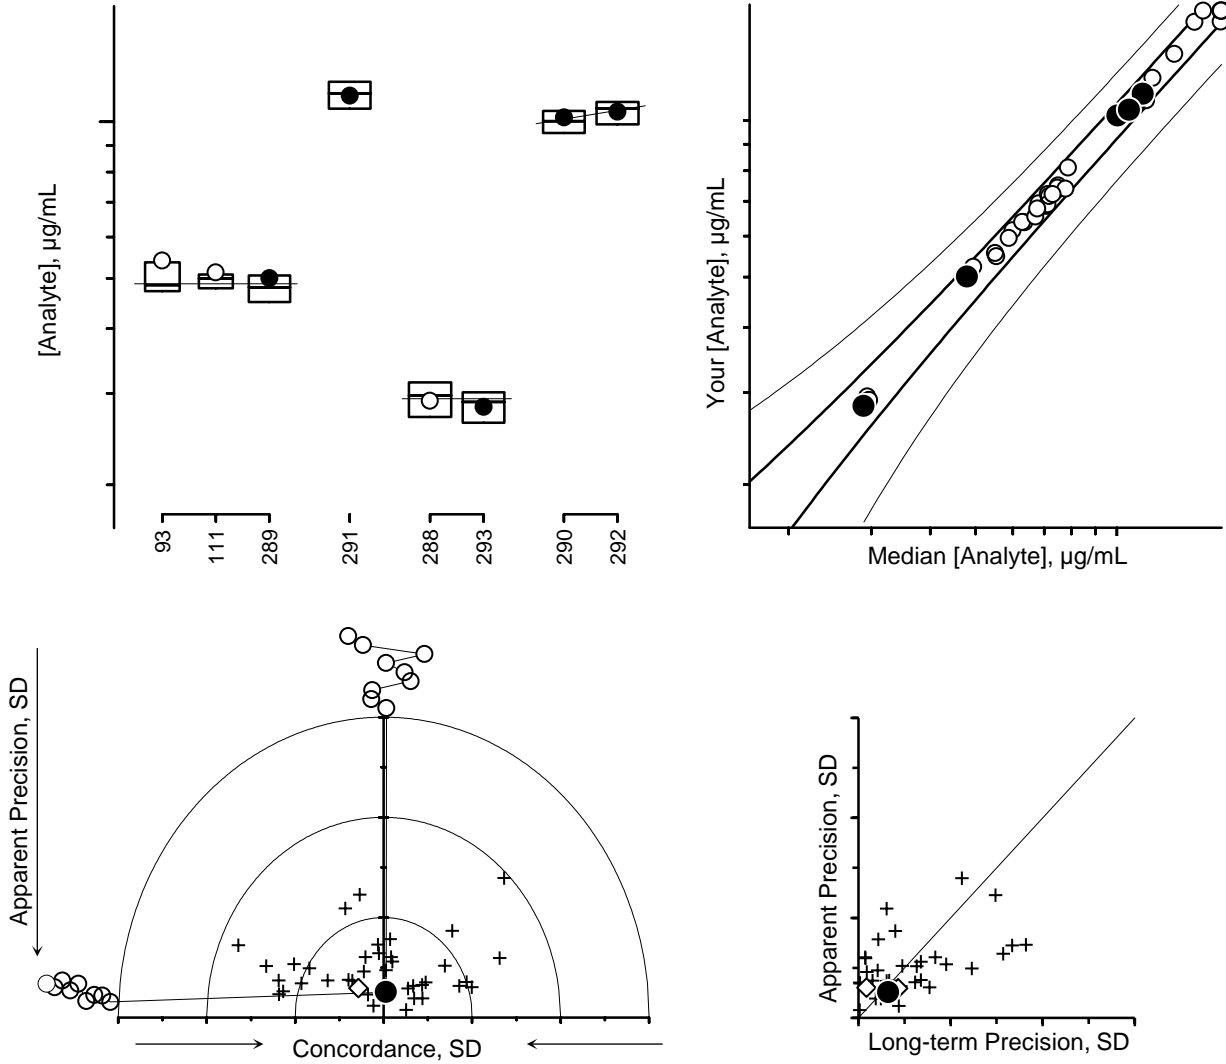 [Analyte], µg/mL
93
111
289
291
288
293
290
292
Your [Analyte], µg/mL
Median [Analyte], µg/mL
Apparent Precision, SD
Concordance, SD
Apparent Precision, SD
Long-term Precision, SD